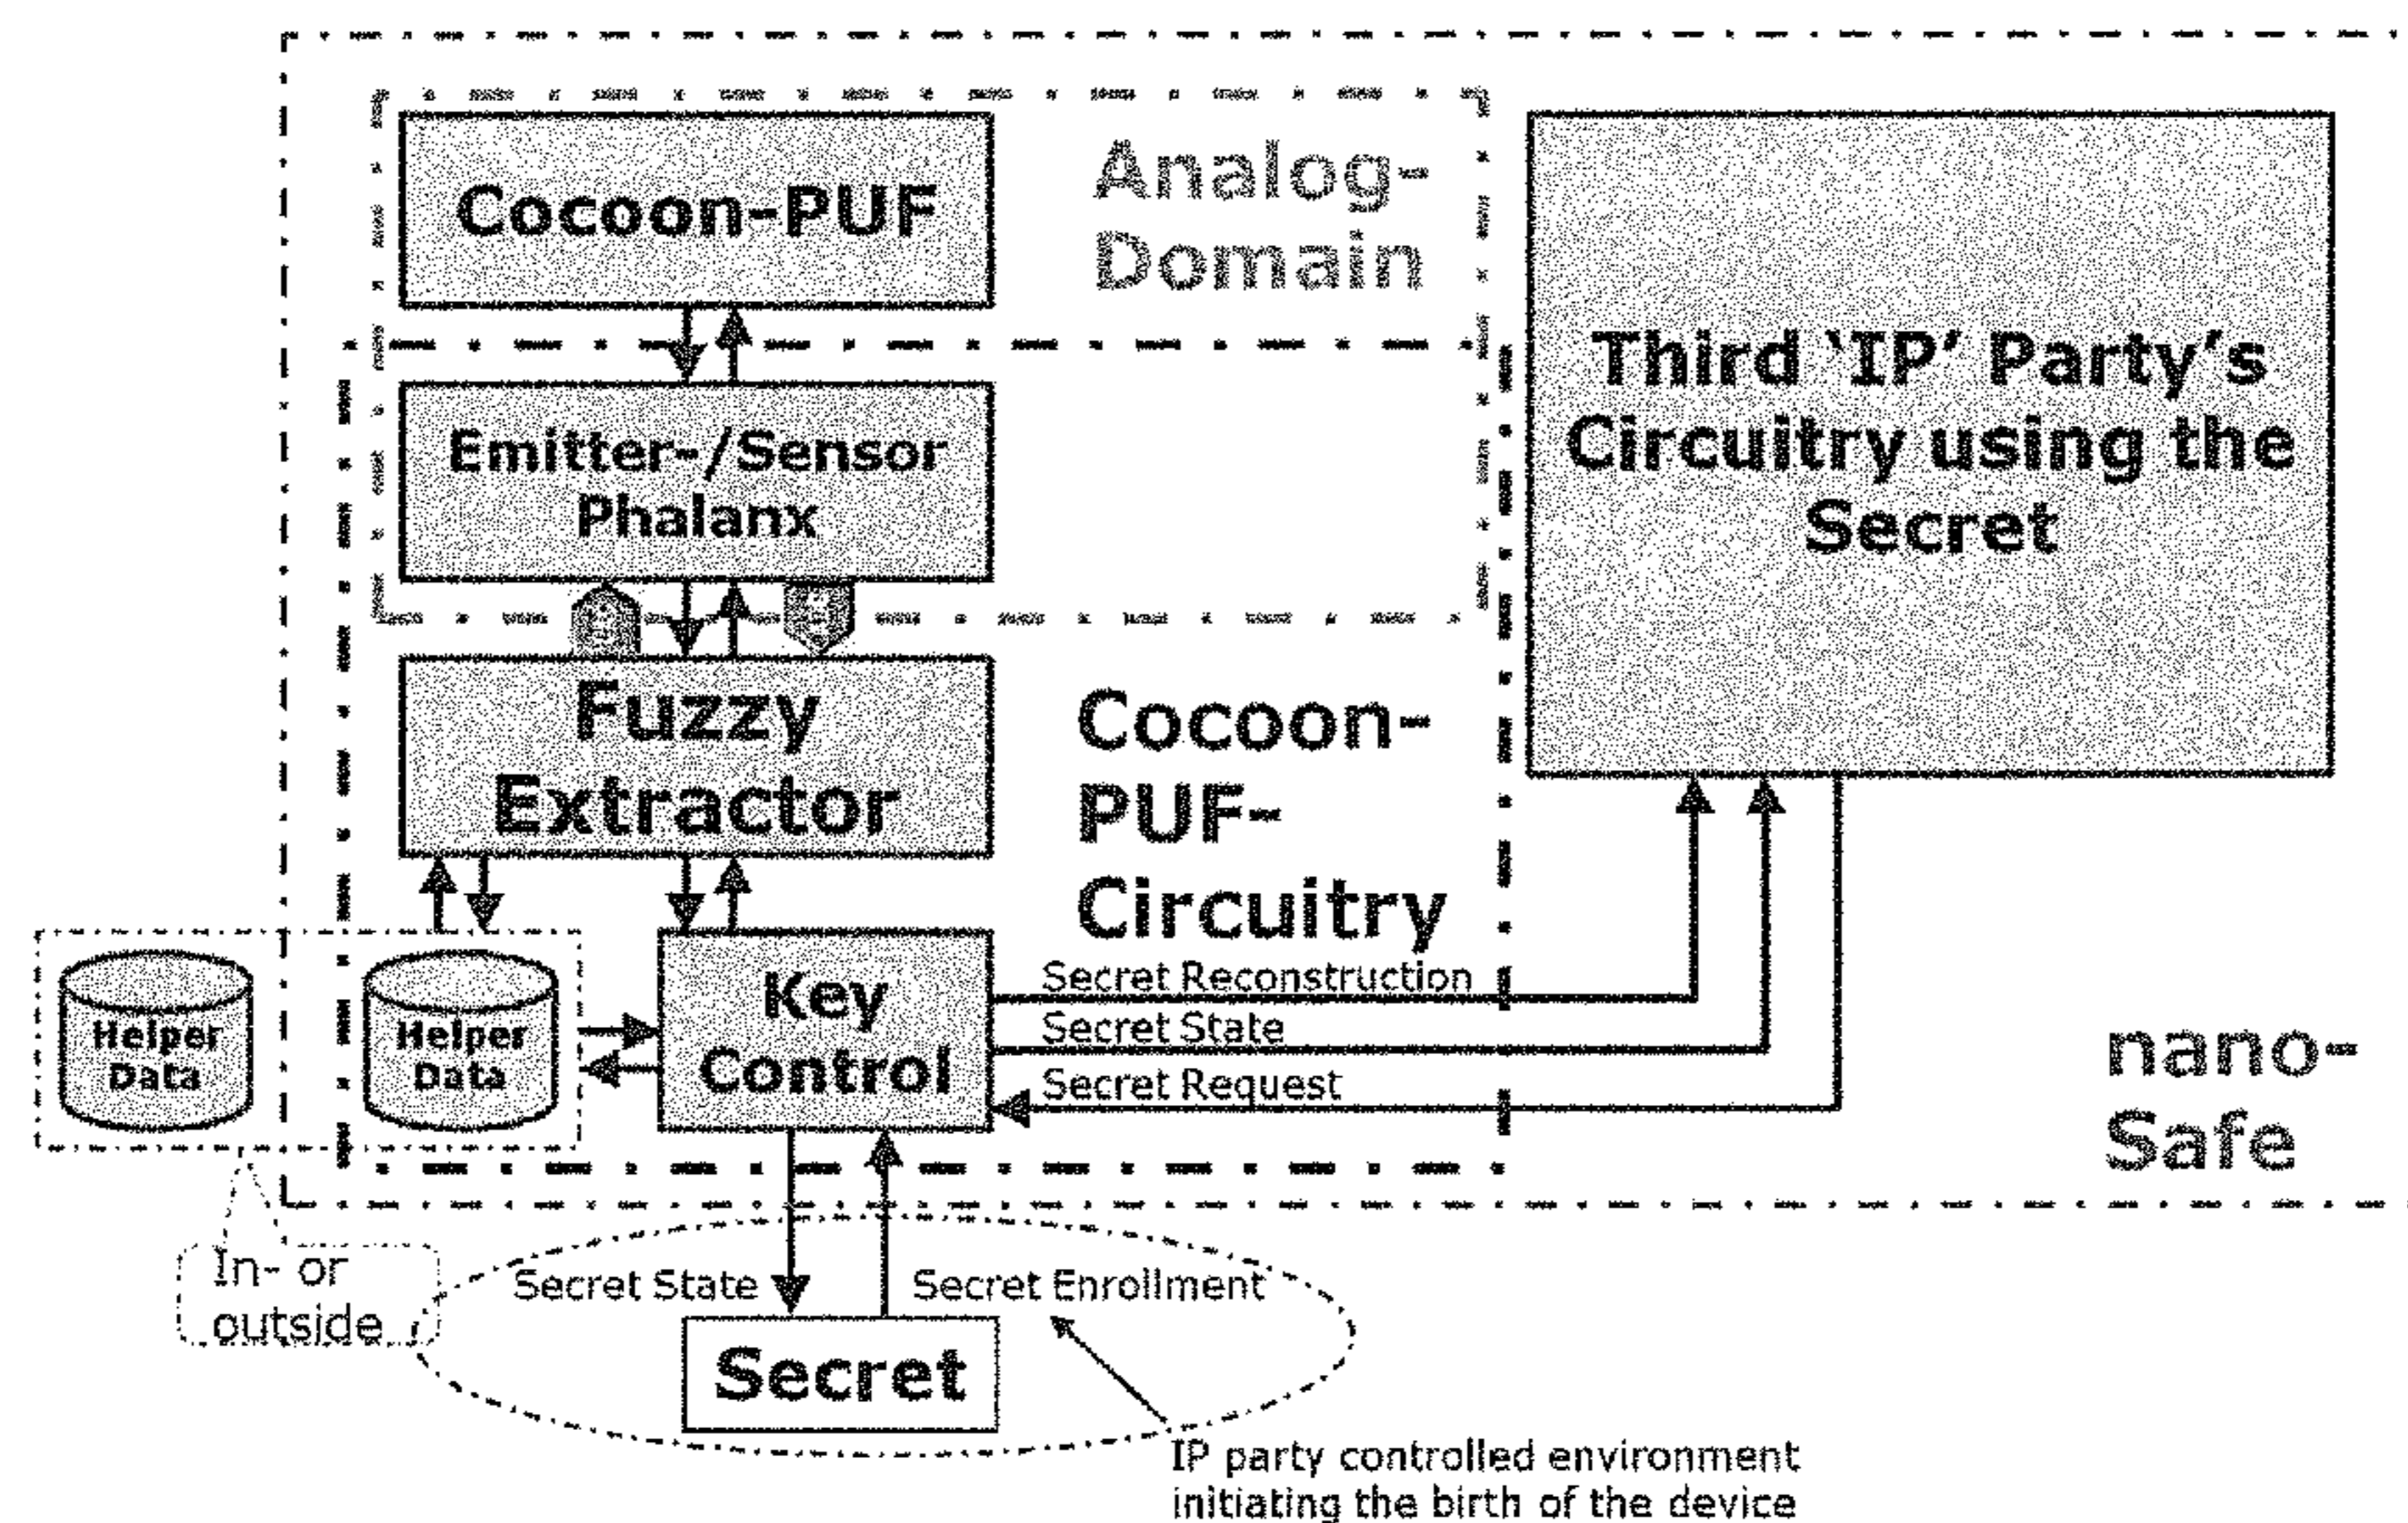 Cocoon-PUF
Analog-
Domain
Emitter-/Sensor
Phalanx
Third ‘IP’ Party’s
Circuitry using the
Secret
Fuzzy
Extractor
Cocoon-
PUF-
Circuitry
Helper
Data
Helper
Data
Key
Control
Secret Reconstruction
Secret State
Secret Request
nano-
Safe
In- or
outside
Secret State
Secret Enrollment
Secret
IP party controlled environment
initiating the birth of the device